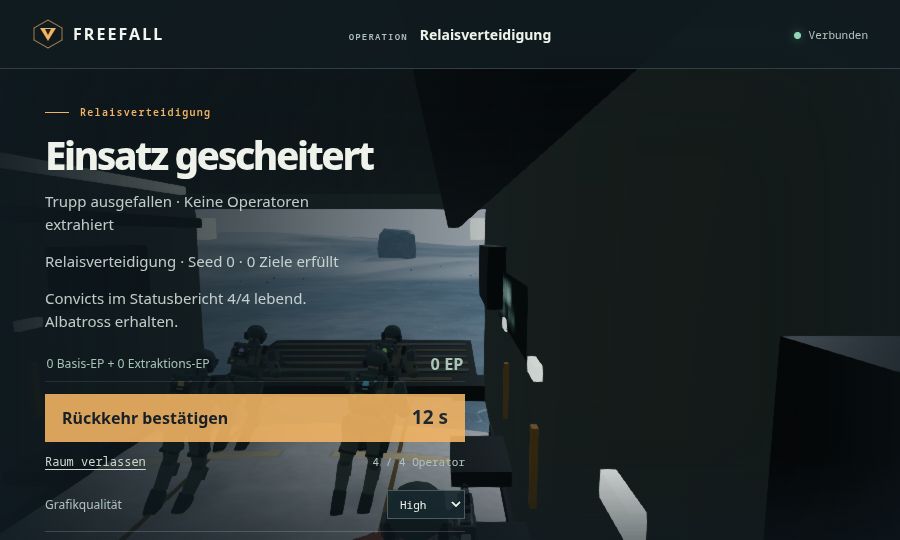 FREEFALL
OPERATION Relaisverteidigung
Verbunden
Relaisverteidigung
Einsatz gescheitert
Trupp ausgefallen · Keine Operatoren
extrahiert
Relaisverteidigung · Seed 0 · 0 Ziele erfüllt
Convicts im Statusbericht 4/4 lebend.
Albatross erhalten.
0 Basis-EP + 0 Extraktions-EP 0 EP
Rückkehr bestätigen 12 s
Raum verlassen 4 / 4 Operator
Grafikqualität High